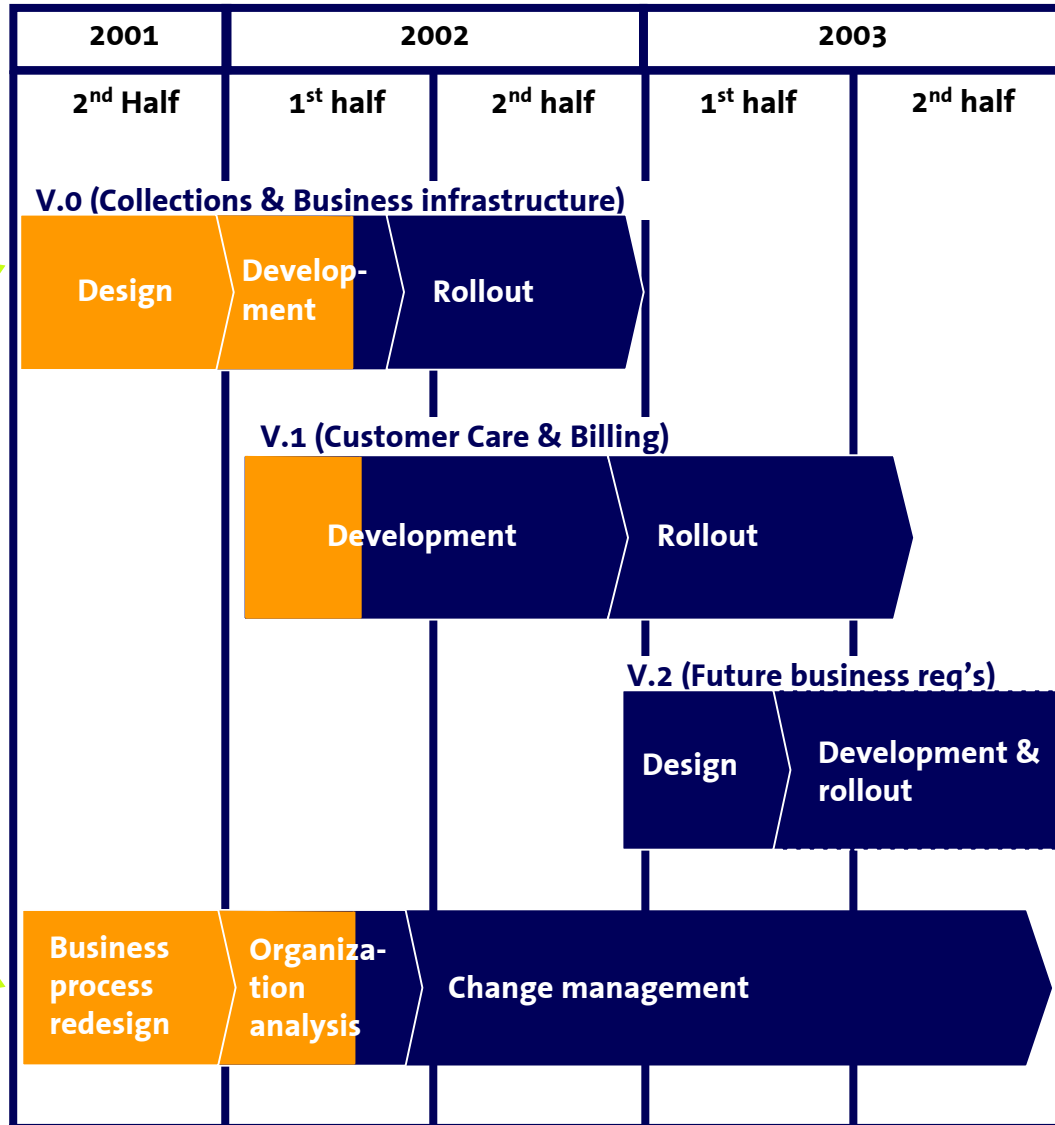 2001 2002 2003
2nd Half 1st half 2nd half 1st half 2nd half
V.0 (Collections & Business infrastructure)
Design
Develop-
ment
Rollout
V.1 (Customer Care & Billing)
Development
Rollout
V.2 (Future business req's)
Design
Development &
rollout
Business
process
redesign
Organiza-
tion
analysis
Change management